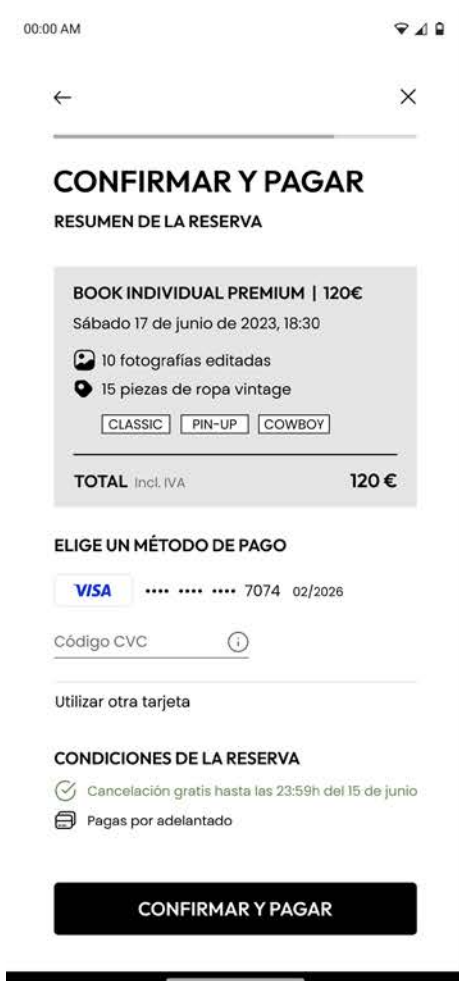 00:00 AM
CONFIRMAR Y PAGAR
RESUMEN DE LA RESERVA
BOOK INDIVIDUAL PREMIUM | 120€
Sábado 17 de junio de 2023, 18:30
10 fotografías editadas
15 piezas de ropa vintage
CLASSIC PIN-UP COWBOY
TOTAL Incl. IVA 120 €
ELIGE UN MÉTODO DE PAGO
VISA •••• •••• •••• 7074 02/2026
Código CVC
Utilizar otra tarjeta
CONDICIONES DE LA RESERVA
Cancelación gratis hasta las 23:59h del 15 de junio
Pagas por adelantado
CONFIRMAR Y PAGAR